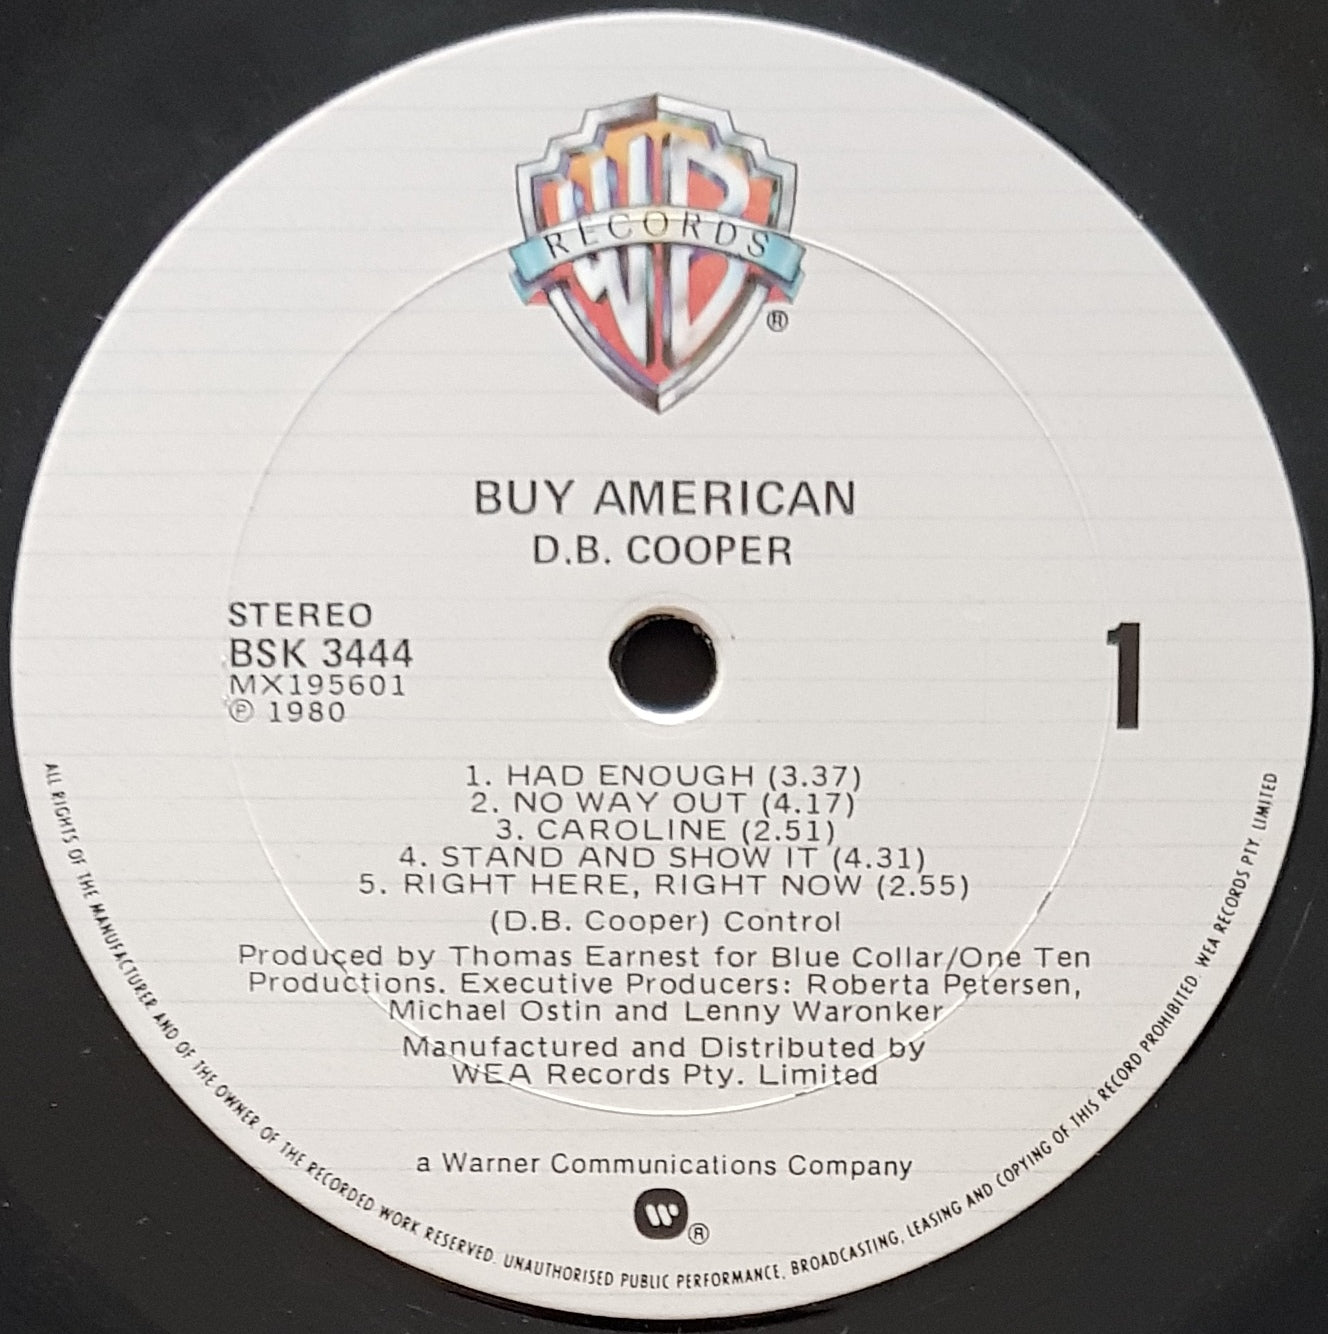 WB
RECORDS
®
BUY AMERICAN
D.B. COOPER
STEREO
BSK 3444
MX195601
℗ 1980
1
1. HAD ENOUGH (3.37)
2. NO WAY OUT (4.17)
3. CAROLINE (2.51)
4. STAND AND SHOW IT (4.31)
5. RIGHT HERE, RIGHT NOW (2.55)
(D.B. Cooper) Control
Produced by Thomas Earnest for Blue Collar/One Ten
Productions. Executive Producers: Roberta Petersen,
Michael Ostin and Lenny Waronker
Manufactured and Distributed by
WEA Records Pty. Limited
a Warner Communications Company
W ®
ALL RIGHTS OF THE MANUFACTURER AND OF THE OWNER OF THE RECORDED WORK RESERVED. UNAUTHORISED PUBLIC PERFORMANCE, BROADCASTING, LEASING AND COPYING OF THIS RECORD PROHIBITED. WEA RECORDS PTY. LIMITED